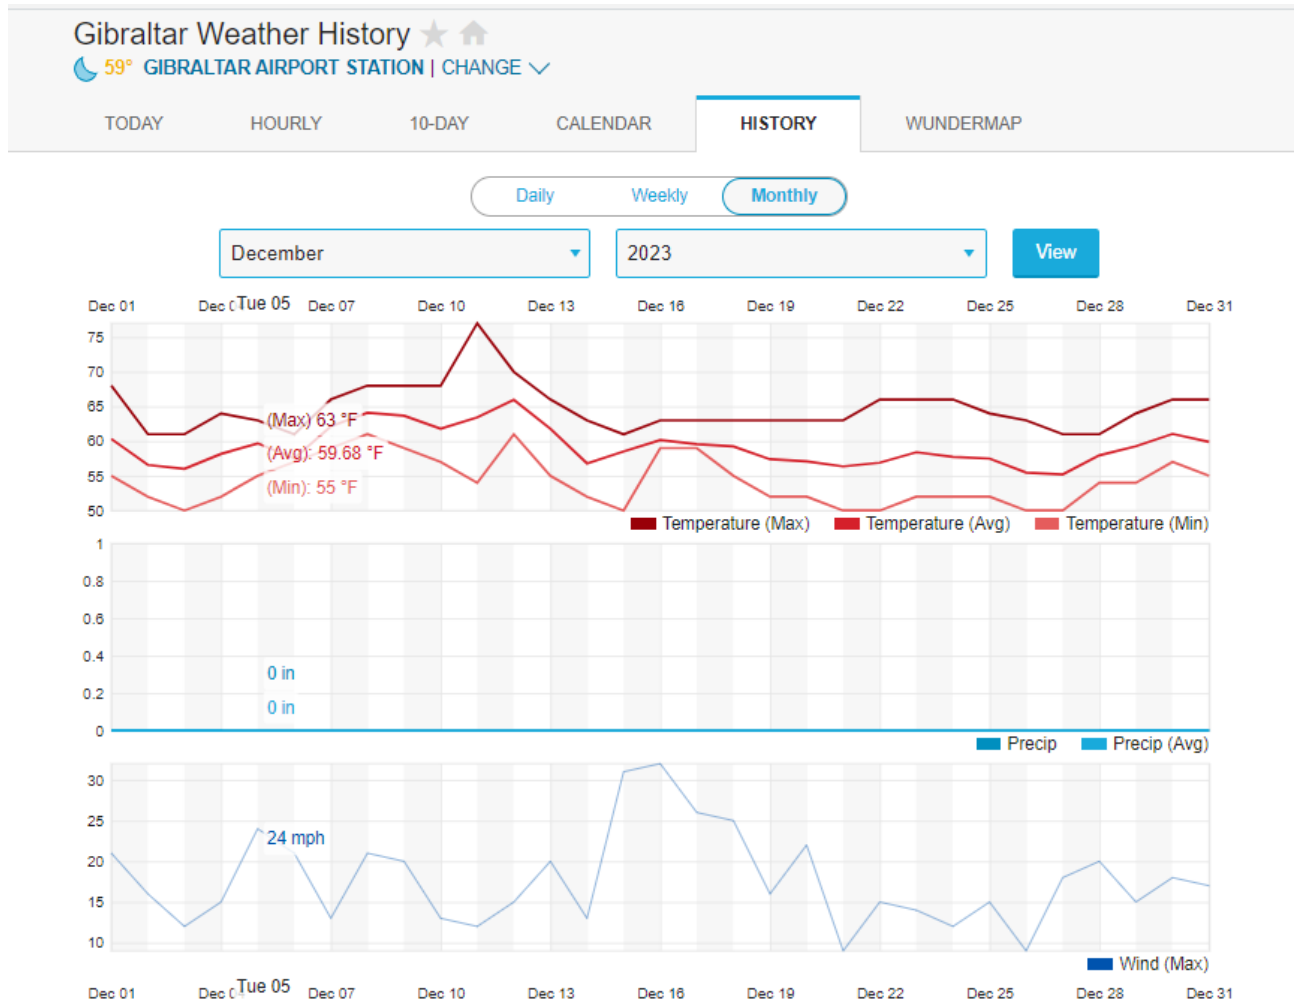 Gibraltar Weather History
59° GIBRALTAR AIRPORT STATION | CHANGE
TODAY HOURLY 10-DAY CALENDAR HISTORY WUNDERMAP
Daily Weekly Monthly
December 2023 View
Dec 01 Dec 0 Tue 05 Dec 07 Dec 10 Dec 13 Dec 16 Dec 19 Dec 22 Dec 25 Dec 28 Dec 31
75
70
65
(Max) 63 °F
60
(Avg): 59.68 °F
55
(Min): 55 °F
50
Temperature (Max) Temperature (Avg) Temperature (Min)
1
0.8
0.6
0.4
0 in
0.2
0 in
0
Precip Precip (Avg)
30
25
24 mph
20
15
10
Wind (Max)
Dec 01 Dec 04 Tue 05 Dec 07 Dec 10 Dec 13 Dec 16 Dec 19 Dec 22 Dec 25 Dec 28 Dec 31